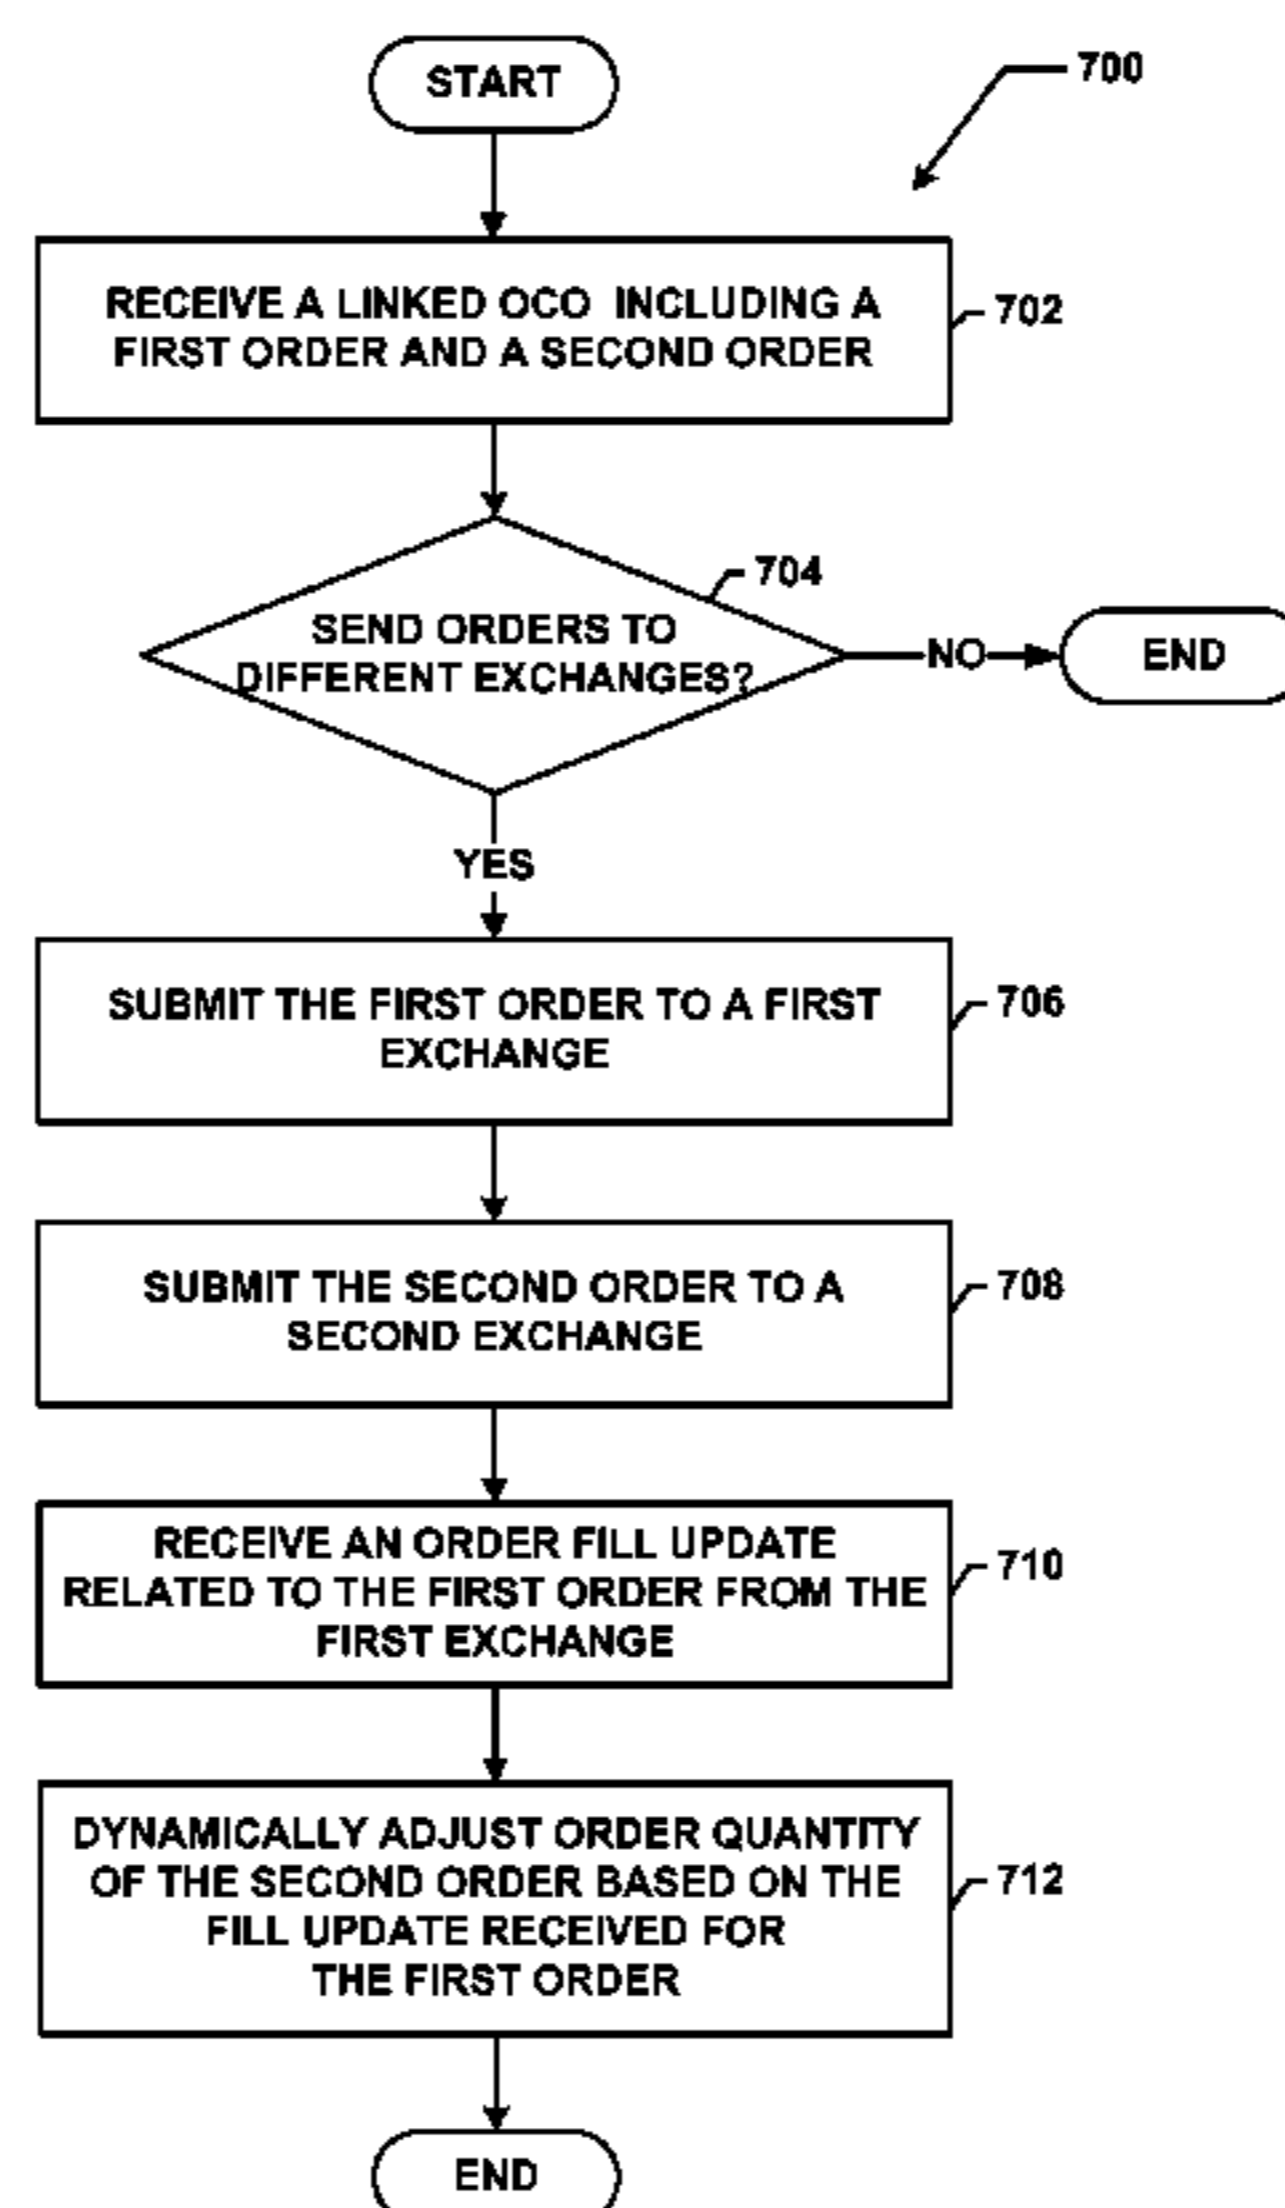 START
700
RECEIVE A LINKED OCO INCLUDING A
FIRST ORDER AND A SECOND ORDER
702
704
SEND ORDERS TO
DIFFERENT EXCHANGES?
NO
END
YES
SUBMIT THE FIRST ORDER TO A FIRST
EXCHANGE
706
SUBMIT THE SECOND ORDER TO A
SECOND EXCHANGE
708
RECEIVE AN ORDER FILL UPDATE
RELATED TO THE FIRST ORDER FROM THE
FIRST EXCHANGE
710
DYNAMICALLY ADJUST ORDER QUANTITY
OF THE SECOND ORDER BASED ON THE
FILL UPDATE RECEIVED FOR
THE FIRST ORDER
712
END